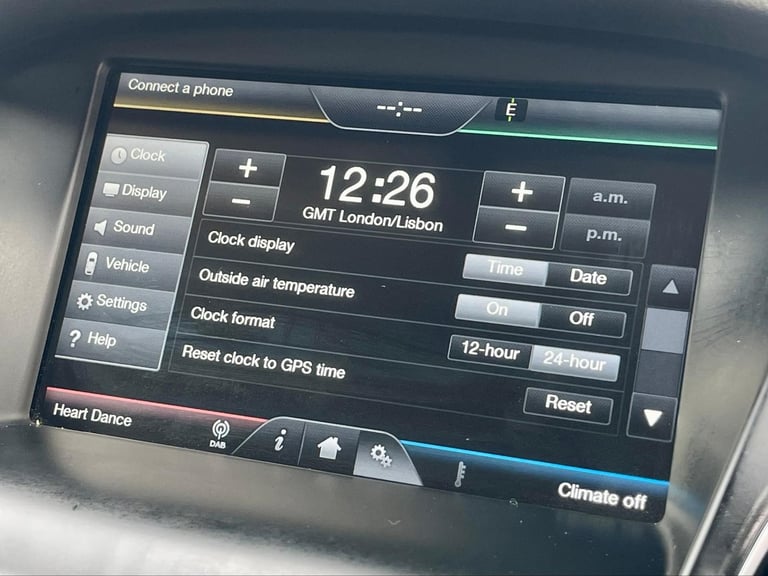 Connect a phone
--:--
E
Clock
Display
Sound
Vehicle
Settings
? Help
+
-
12:26
GMT London/Lisbon
+
-
a.m.
p.m.
Clock display
Time Date
Outside air temperature
On Off
Clock format
12-hour 24-hour
Reset clock to GPS time
Reset
Heart Dance
DAB
i
Climate off